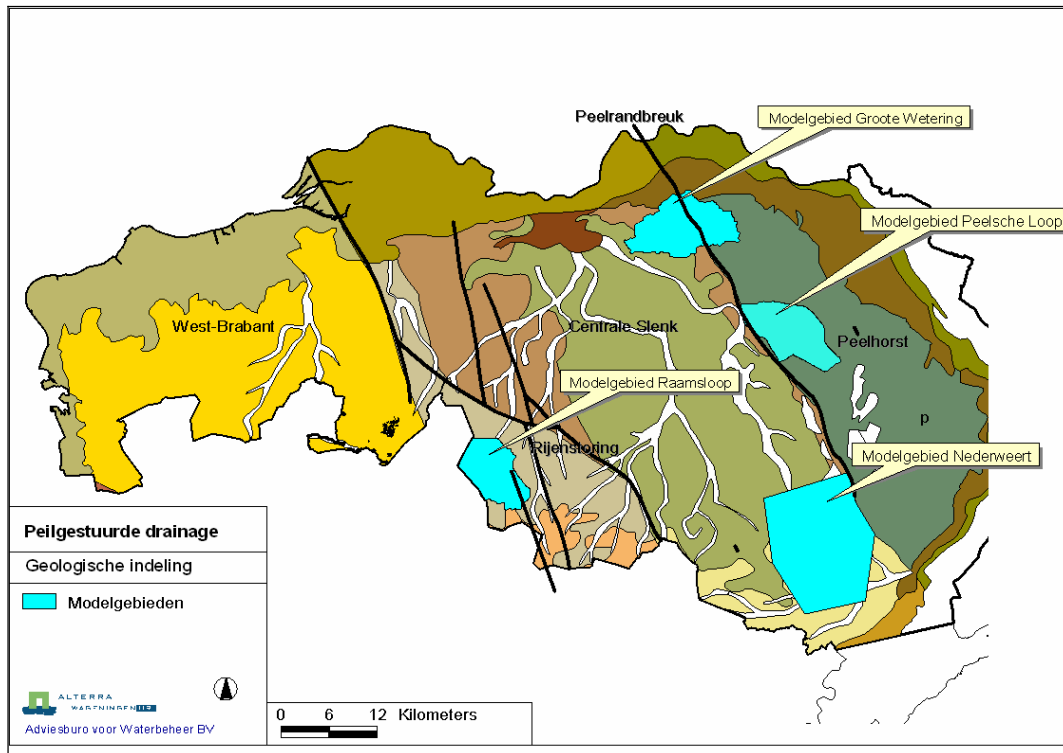 Peelrandbreuk
Modelgebied Groote Wetering
Modelgebied Peelsche Loop
West-Brabant
Centrale Slenk
Peelhorst
Modelgebied Raamsloop
p
Rijenstoring
Modelgebied Nederweert
Peilgestuurde drainage
Geologische indeling
Modelgebieden
ALTERRA
WAGENINGEN UR
Adviesburo voor Waterbeheer BV
0 6 12 Kilometers